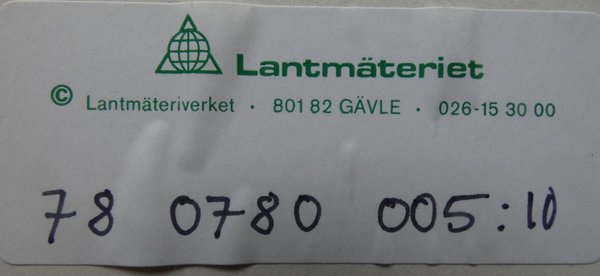 Lantmäteriet
© Lantmäteriverket · 801 82 GÄVLE · 026-15 30 00
78 0780 005:10